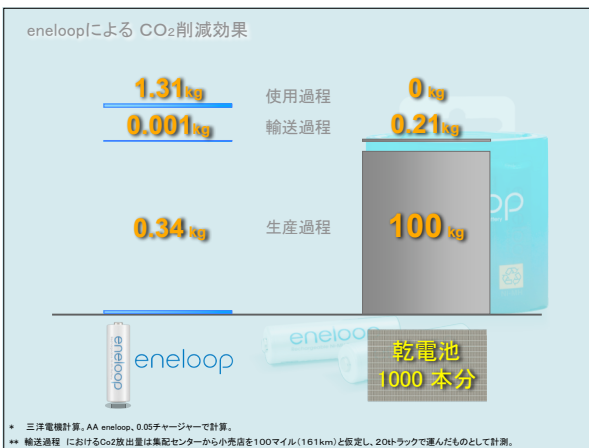 eneloopによる CO2削減効果
1.31kg 使用過程 0kg
0.001kg 輸送過程 0.21kg
0.34kg 生産過程 100kg
eneloop eneloop
eneloop
乾電池
1000 本分
* 三洋電機計算。AA eneloop、0.05チャージャーで計算。
** 輸送過程 におけるCo2放出量は集配センターから小売店を100マイル(161km)と仮定し、20tトラックで運んだものとして計測。